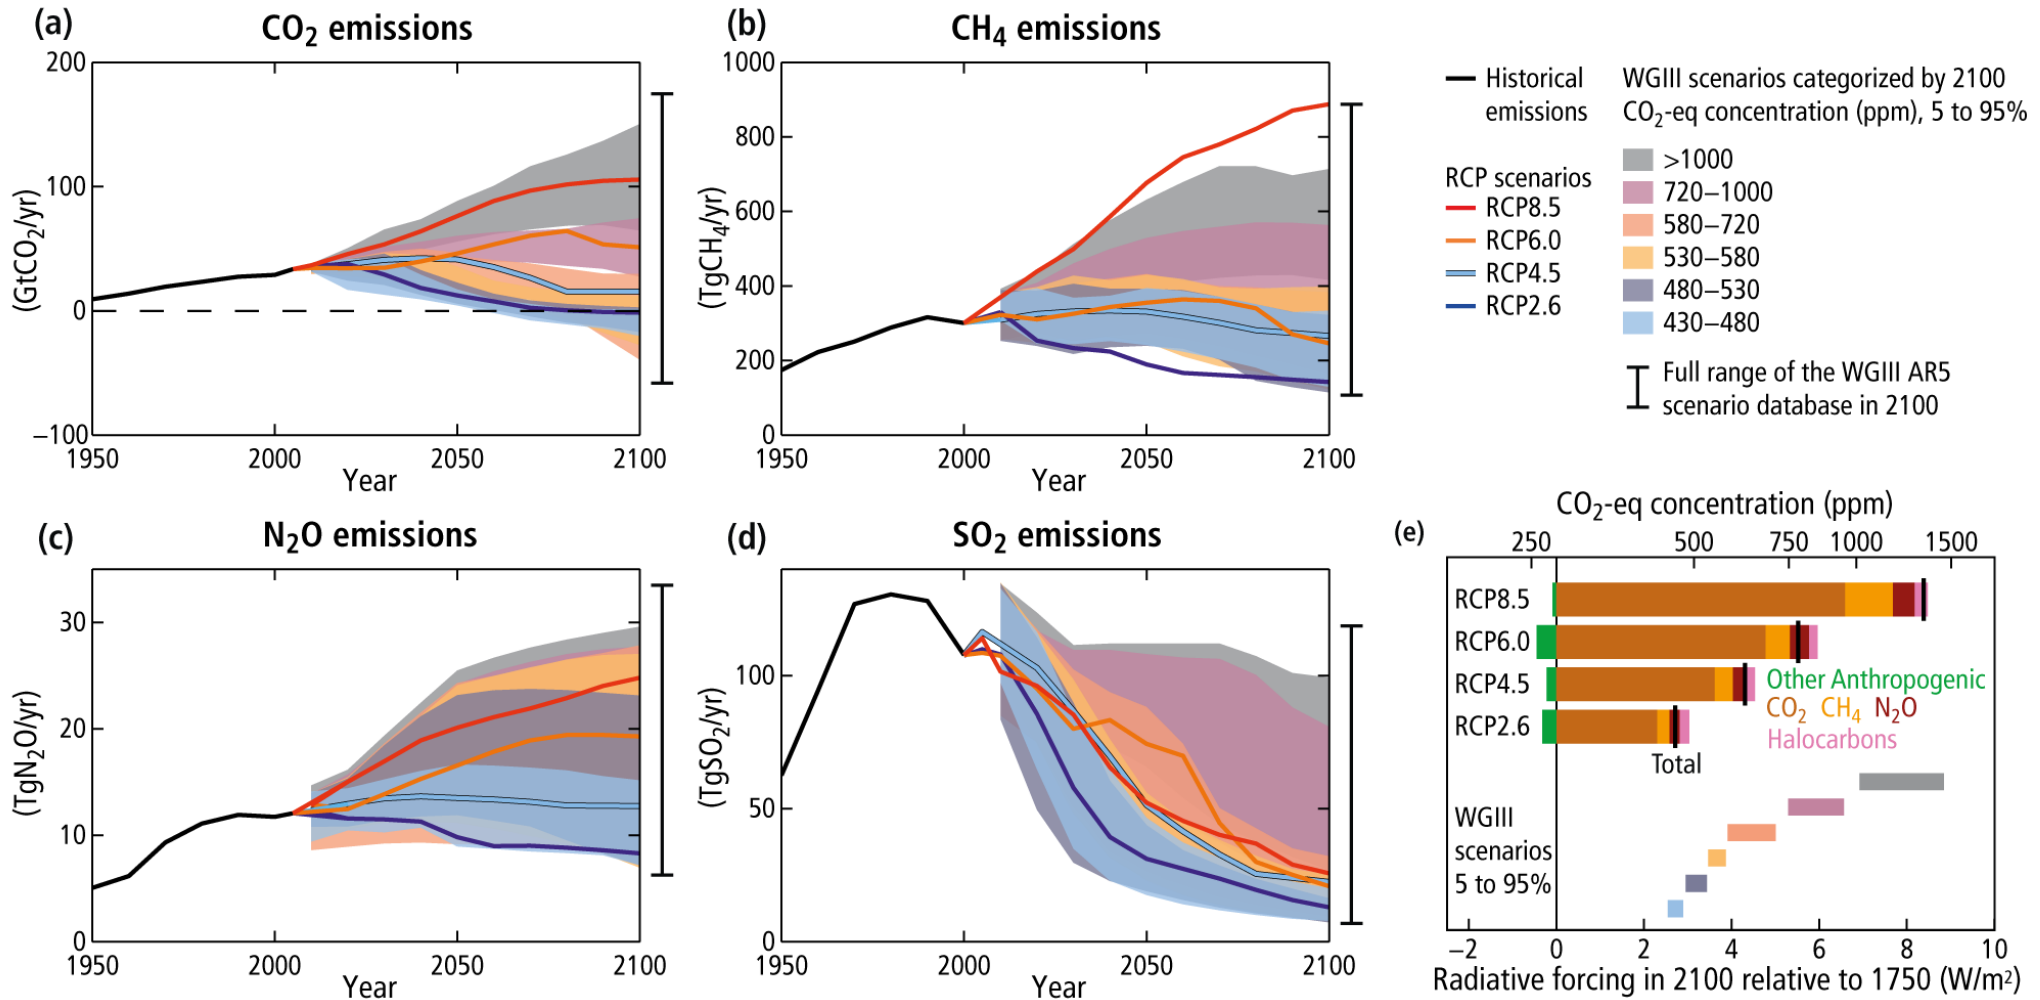 (a)
CO2 emissions
200
100
0
−100
(GtCO2/yr)
1950
2000
2050
2100
Year
(b)
CH4 emissions
1000
800
600
400
200
0
(TgCH4/yr)
1950
2000
2050
2100
Year
Historical
emissions
RCP scenarios
RCP8.5
RCP6.0
RCP4.5
RCP2.6
WGIII scenarios categorized by 2100
CO2-eq concentration (ppm), 5 to 95%
>1000
720–1000
580–720
530–580
480–530
430–480
Full range of the WGIII AR5
scenario database in 2100
(c)
N2O emissions
30
20
10
0
(TgN2O/yr)
1950
2000
2050
2100
Year
(d)
SO2 emissions
100
50
0
(TgSO2/yr)
1950
2000
2050
2100
Year
(e)
CO2-eq concentration (ppm)
250
500
750
1000
1500
RCP8.5
RCP6.0
RCP4.5
RCP2.6
Other Anthropogenic
CO2 CH4 N2O
Halocarbons
Total
WGIII
scenarios
5 to 95%
−2
0
2
4
6
8
10
Radiative forcing in 2100 relative to 1750 (W/m2)